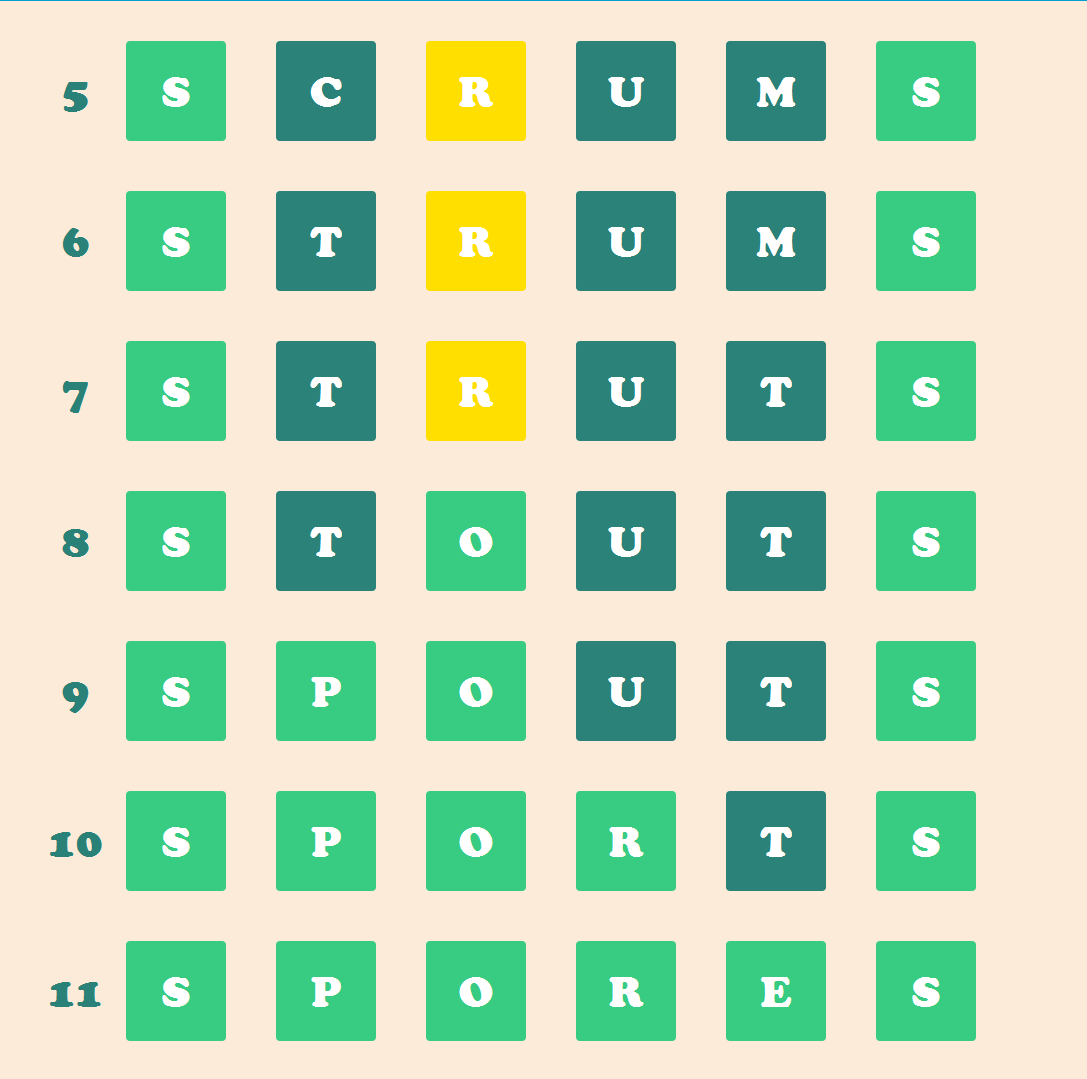 5 S C R U M S
6 S T R U M S
7 S T R U T S
8 S T O U T S
9 S P O U T S
10 S P O R T S
11 S P O R E S